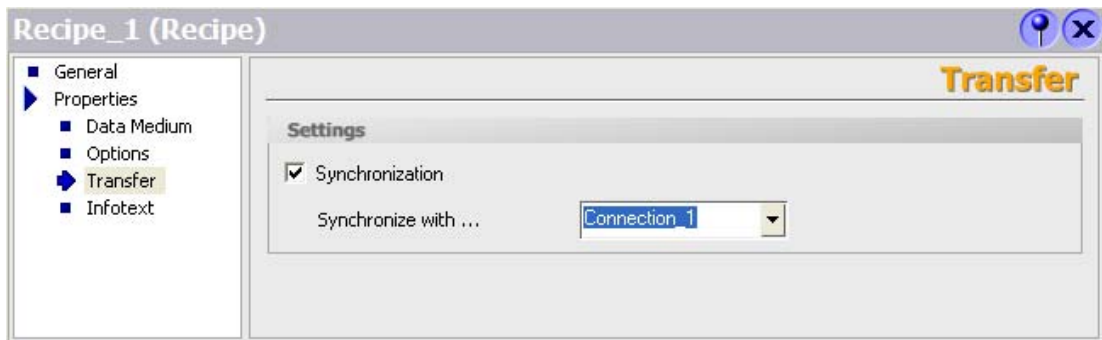 Recipe_1 (Recipe)
General
Properties
Data Medium
Options
Transfer
Infotext
Transfer
Settings
Synchronization
Synchronize with ...
Connection_1